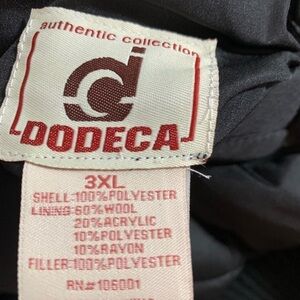 authentic collection
DODECA
3XL
SHELL:100%POLYESTER
LINING:60%WOOL
20%ACRYLIC
10%POLYESTER
10%RAYON
FILLER:100%POLYESTER
RN#106001